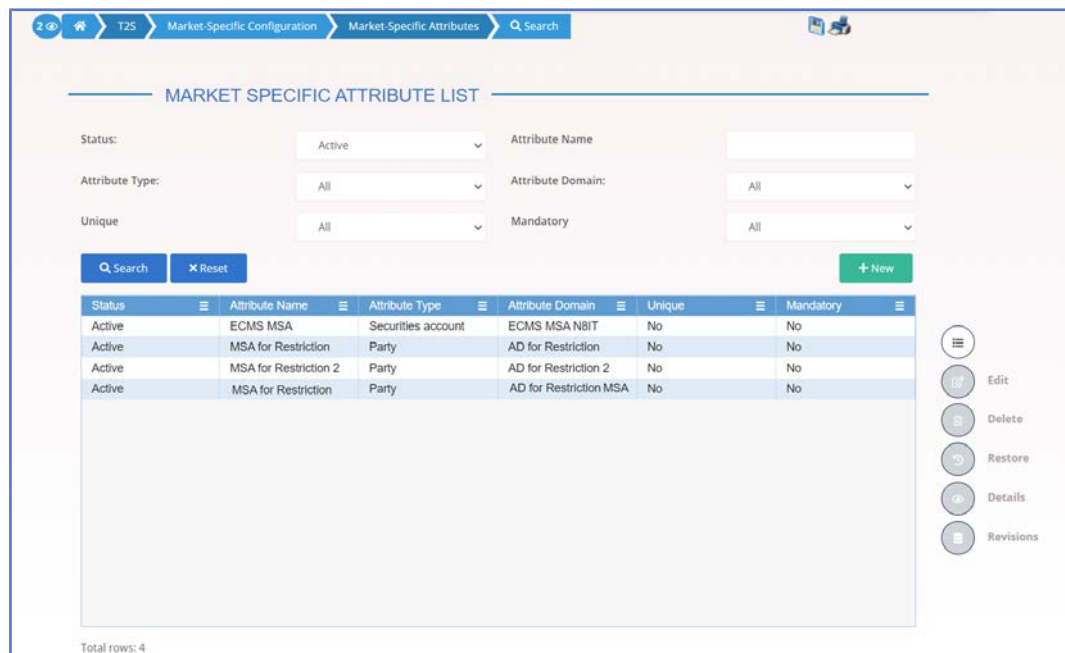 2 T2S Market-Specific Configuration Market-Specific Attributes Search
MARKET SPECIFIC ATTRIBUTE LIST
Status: Active Attribute Name
Attribute Type: All Attribute Domain: All
Unique All Mandatory All
Search Reset New
Status Attribute Name Attribute Type Attribute Domain Unique Mandatory
Active ECMS MSA Securities account ECMS MSA N8IT No No
Active MSA for Restriction Party AD for Restriction No No
Active MSA for Restriction 2 Party AD for Restriction 2 No No
Active MSA for Restriction Party AD for Restriction MSA No No
Edit
Delete
Restore
Details
Revisions
Total rows: 4